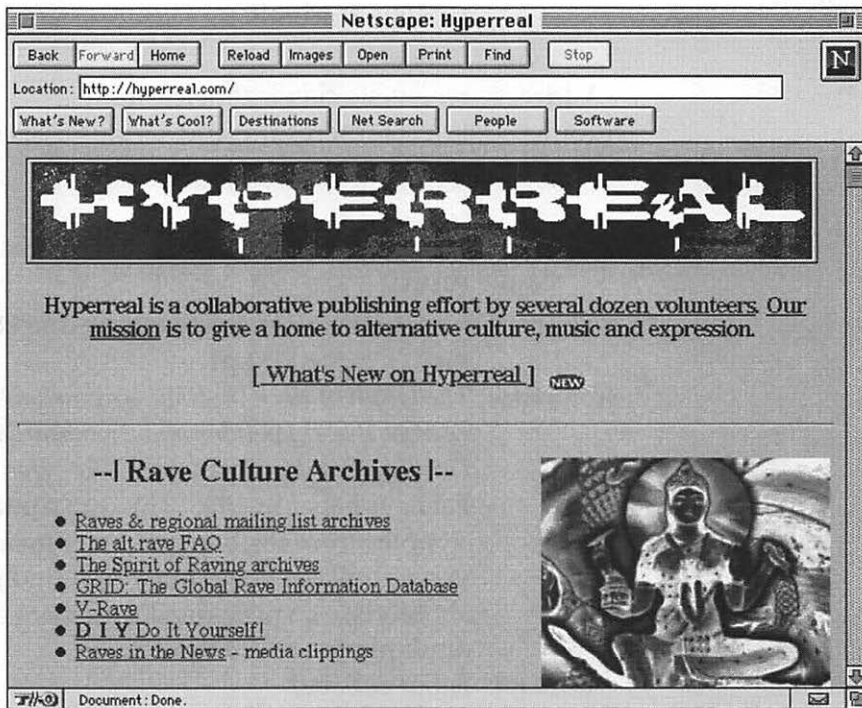 Netscape: Hyperreal
Back Forward Home Reload Images Open Print Find Stop
N
Location: http://hyperreal.com/
What's New? What's Cool? Destinations Net Search People Software
HYPERREAL
Hyperreal is a collaborative publishing effort by several dozen volunteers. Our
mission is to give a home to alternative culture, music and expression.
[ What's New on Hyperreal ] NEW
--| Rave Culture Archives |--
Raves & regional mailing list archives
The alt.rave FAQ
The Spirit of Raving archives
GRID: The Global Rave Information Database
V-Rave
D I Y Do It Yourself!
Raves in the News - media clippings
Document: Done.